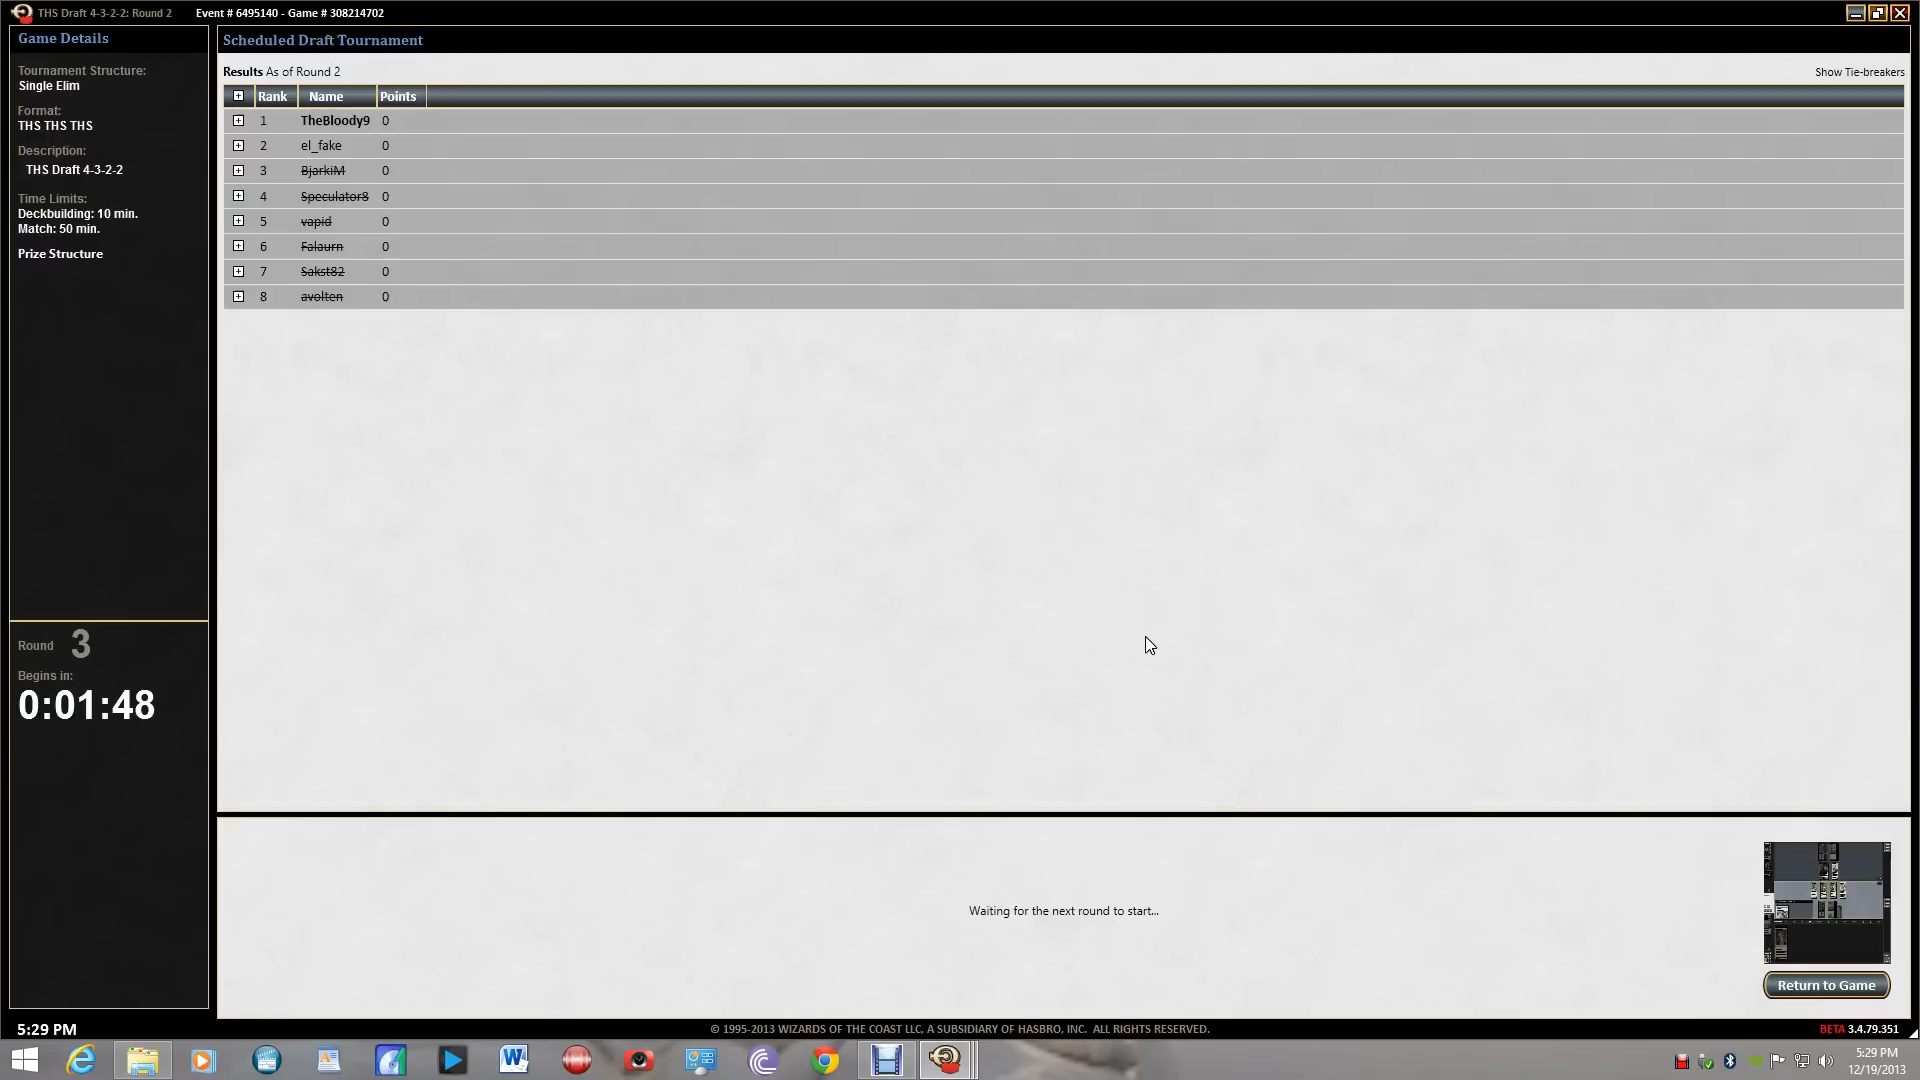 THS Draft 4-3-2-2: Round 2
Event # 6495140 - Game # 308214702
Game Details
Tournament Structure:
Single Elim
Format:
THS THS THS
Description:
THS Draft 4-3-2-2
Time Limits:
Deckbuilding: 10 min.
Match: 50 min.
Prize Structure
Round 3
Begins in:
0:01:48
Scheduled Draft Tournament
Results As of Round 2
Show Tie-breakers
Rank Name Points
1 TheBloody9 0
2 el_fake 0
3 BjarkiM 0
4 Speculator8 0
5 vapid 0
6 Falaurn 0
7 Sakst82 0
8 avolten 0
Waiting for the next round to start...
Return to Game
5:29 PM
© 1995-2013 WIZARDS OF THE COAST LLC, A SUBSIDIARY OF HASBRO, INC. ALL RIGHTS RESERVED.
BETA 3.4.79.351
5:29 PM
12/19/2013